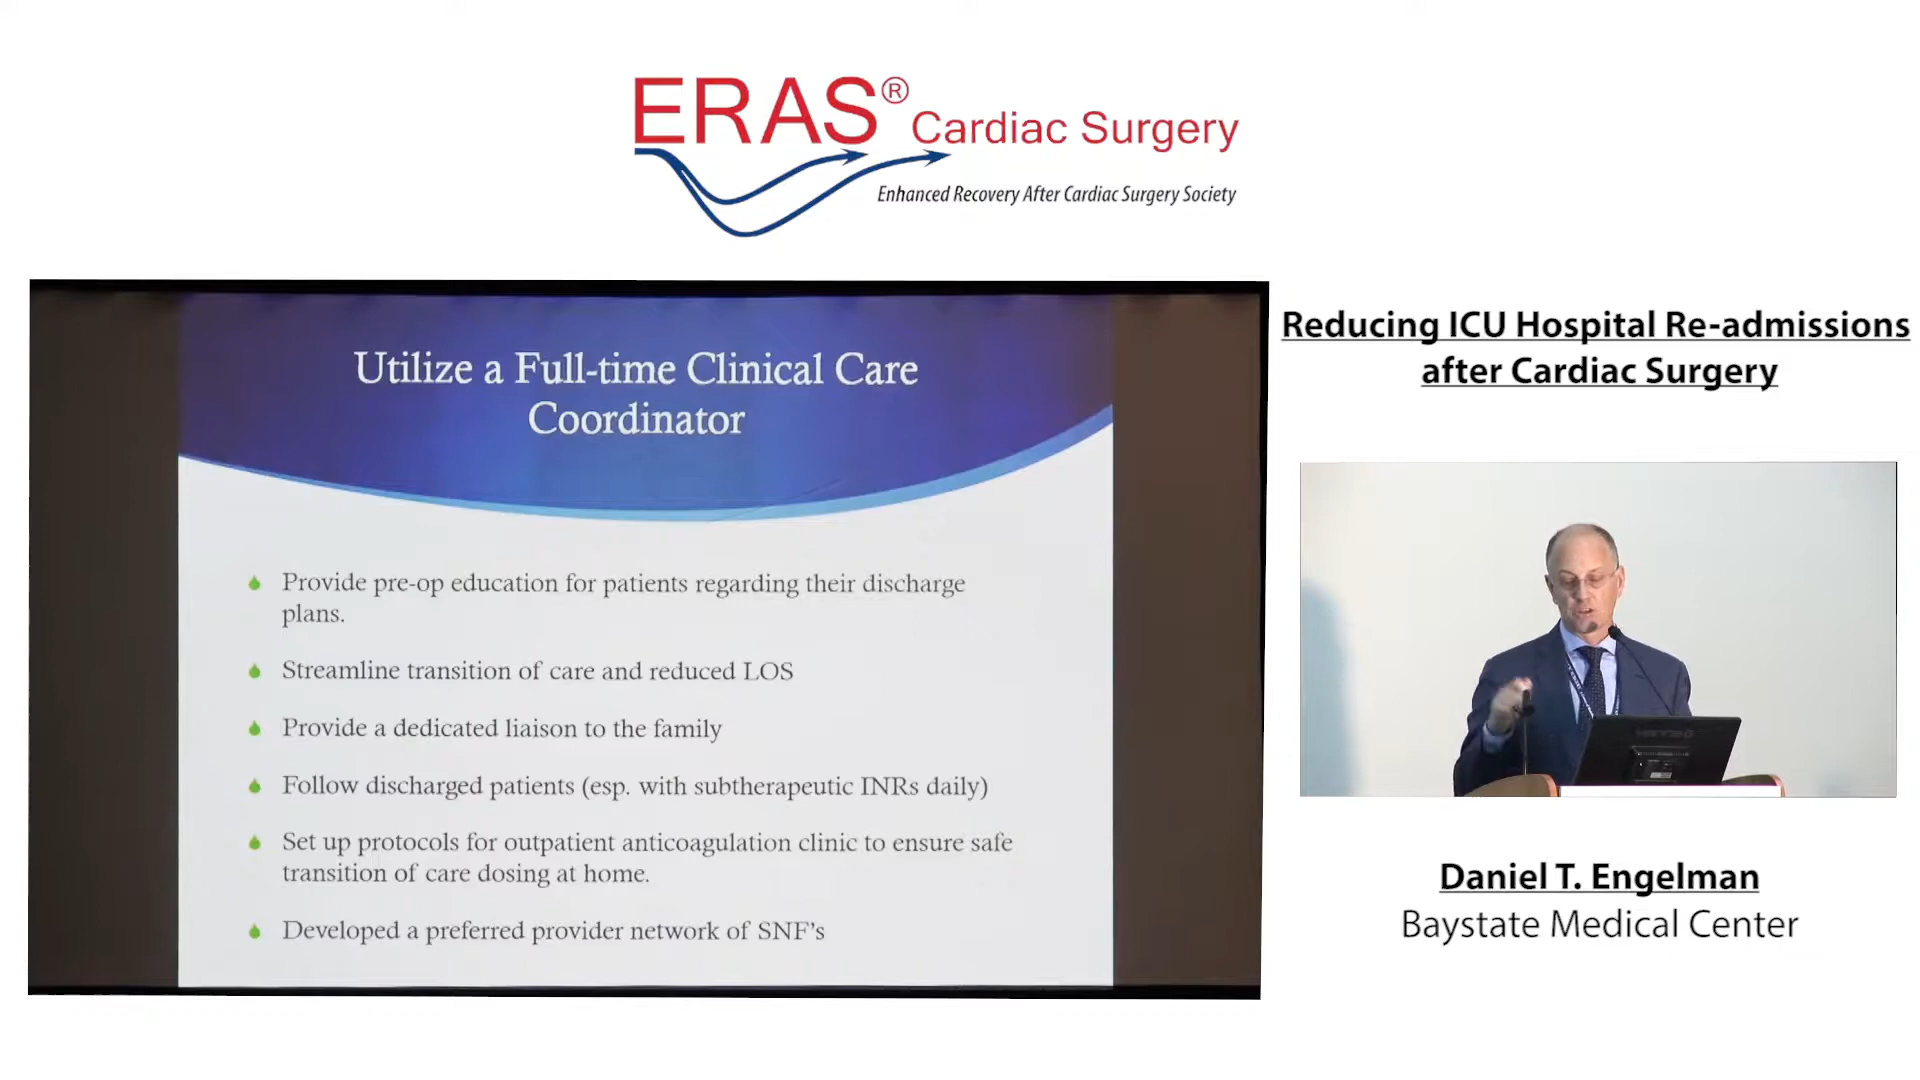 ERAS® Cardiac Surgery
Enhanced Recovery After Cardiac Surgery Society
Utilize a Full-time Clinical Care
Coordinator
Provide pre-op education for patients regarding their discharge
plans.
Streamline transition of care and reduced LOS
Provide a dedicated liaison to the family
Follow discharged patients (esp. with subtherapeutic INRs daily)
Set up protocols for outpatient anticoagulation clinic to ensure safe
transition of care dosing at home.
Developed a preferred provider network of SNF's
Reducing ICU Hospital Re-admissions
after Cardiac Surgery
Daniel T. Engelman
Baystate Medical Center